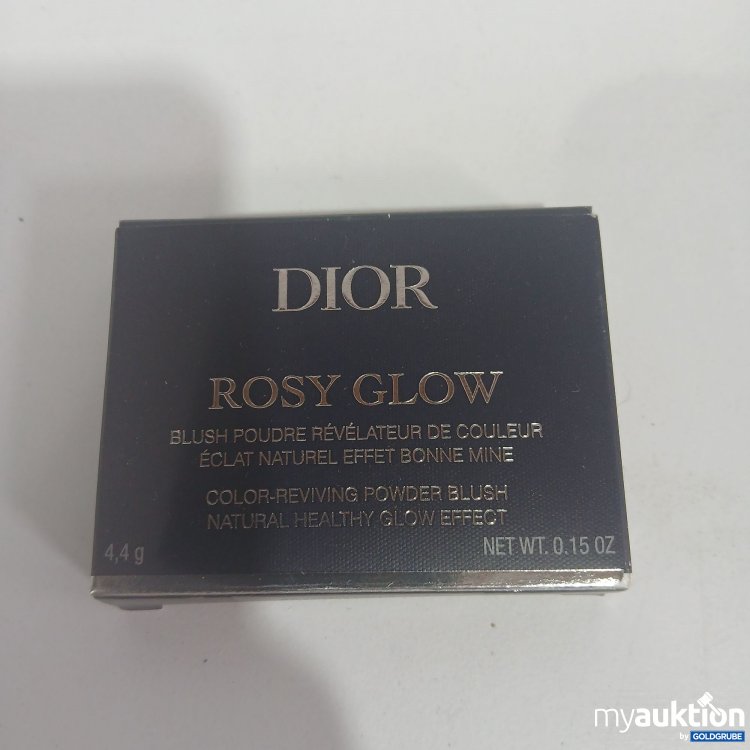 DIOR
ROSY GLOW
BLUSH POUDRE RÉVÉLATEUR DE COULEUR
ÉCLAT NATUREL EFFET BONNE MINE
COLOR-REVIVING POWDER BLUSH
NATURAL HEALTHY GLOW EFFECT
4,4 g NET WT. 0.15 OZ
myauktion
by GOLDGRUBE